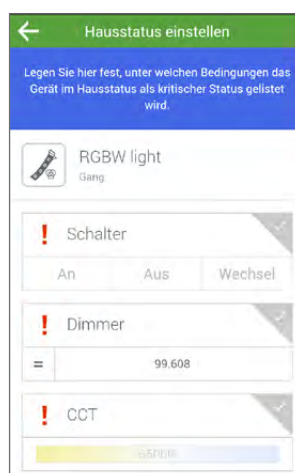 Hausstatus einstellen
Legen Sie hier fest, unter welchen Bedingungen das
Gerät im Hausstatus als kritischer Status gelistet
wird.
RGBW light
Gang
Schalter
An Aus Wechsel
Dimmer
= 99.608
CCT